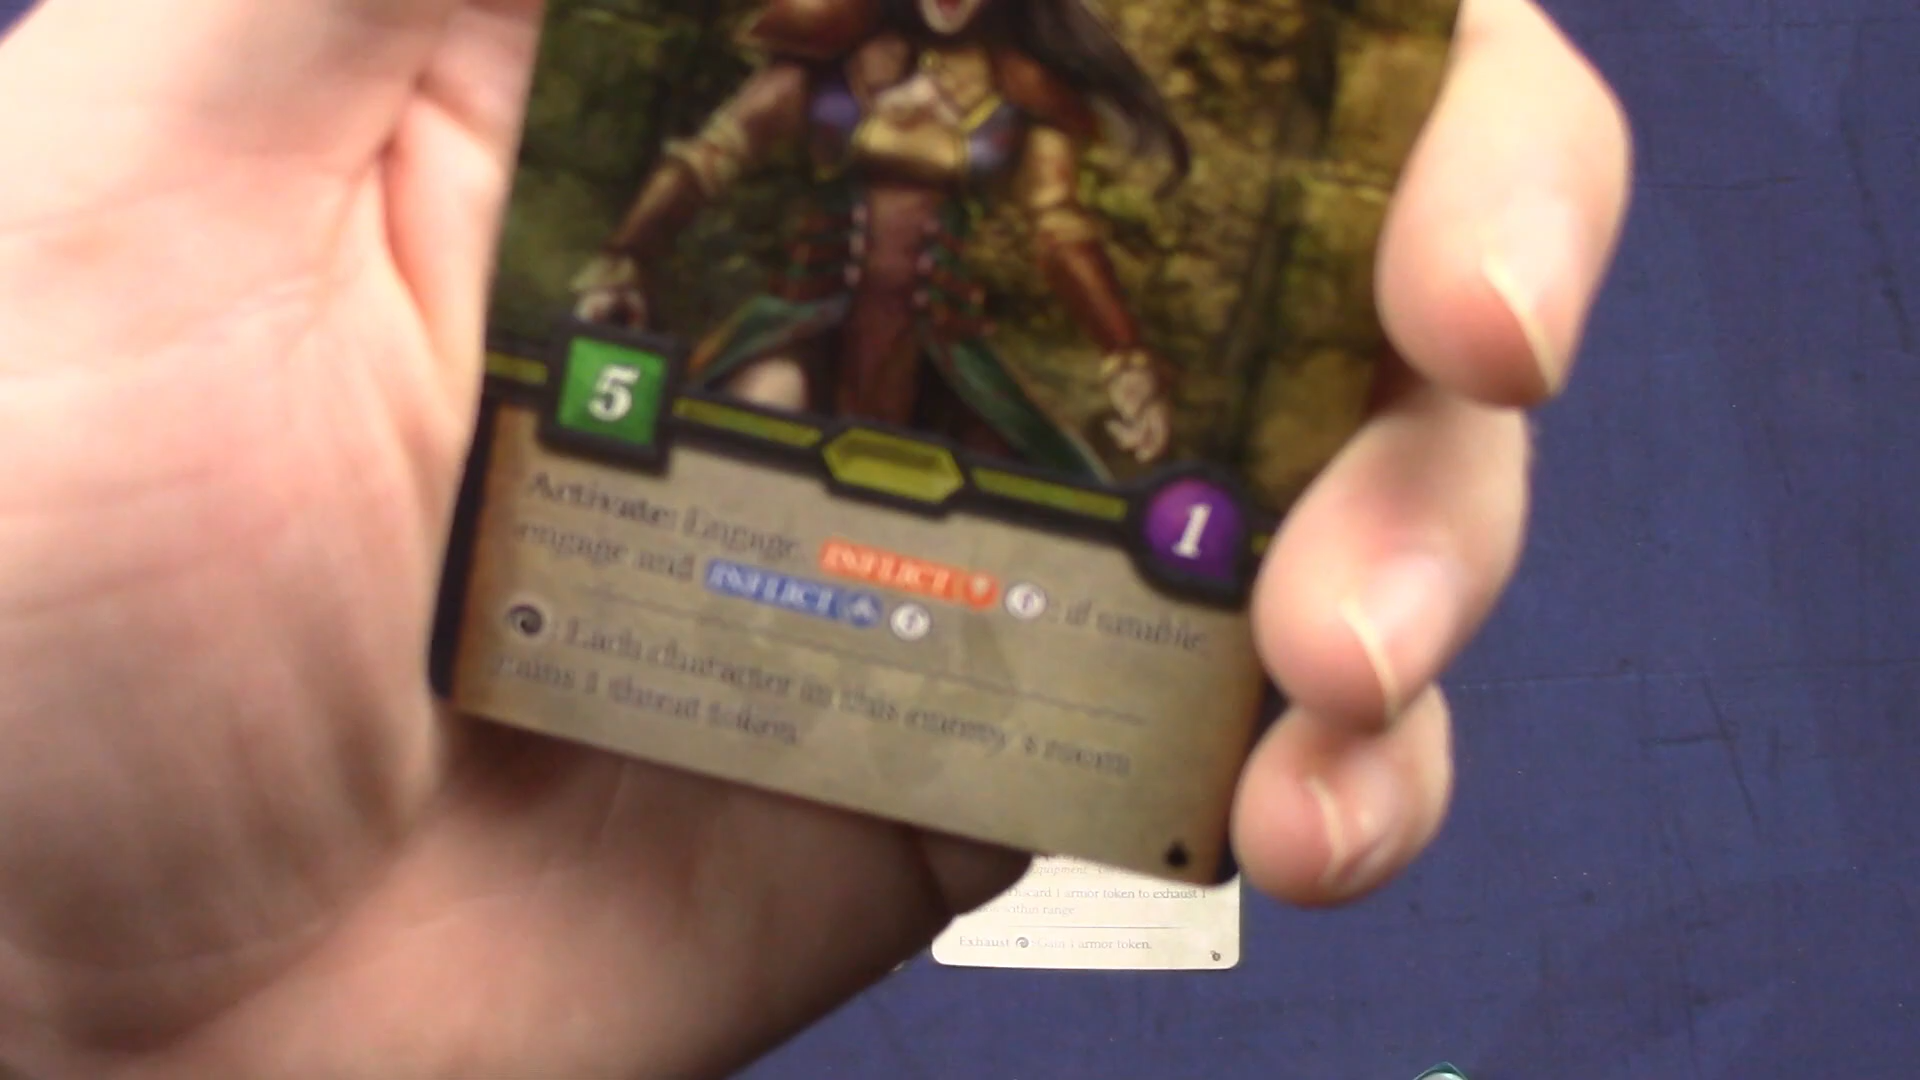 5
1
Activate: Engage, INFLICT : if unable,
engage and INFLICT
: Each character in this enemy's room
gains 1 threat token.
Discard 1 armor token to exhaust 1
within range
Exhaust : Gain 1 armor token.